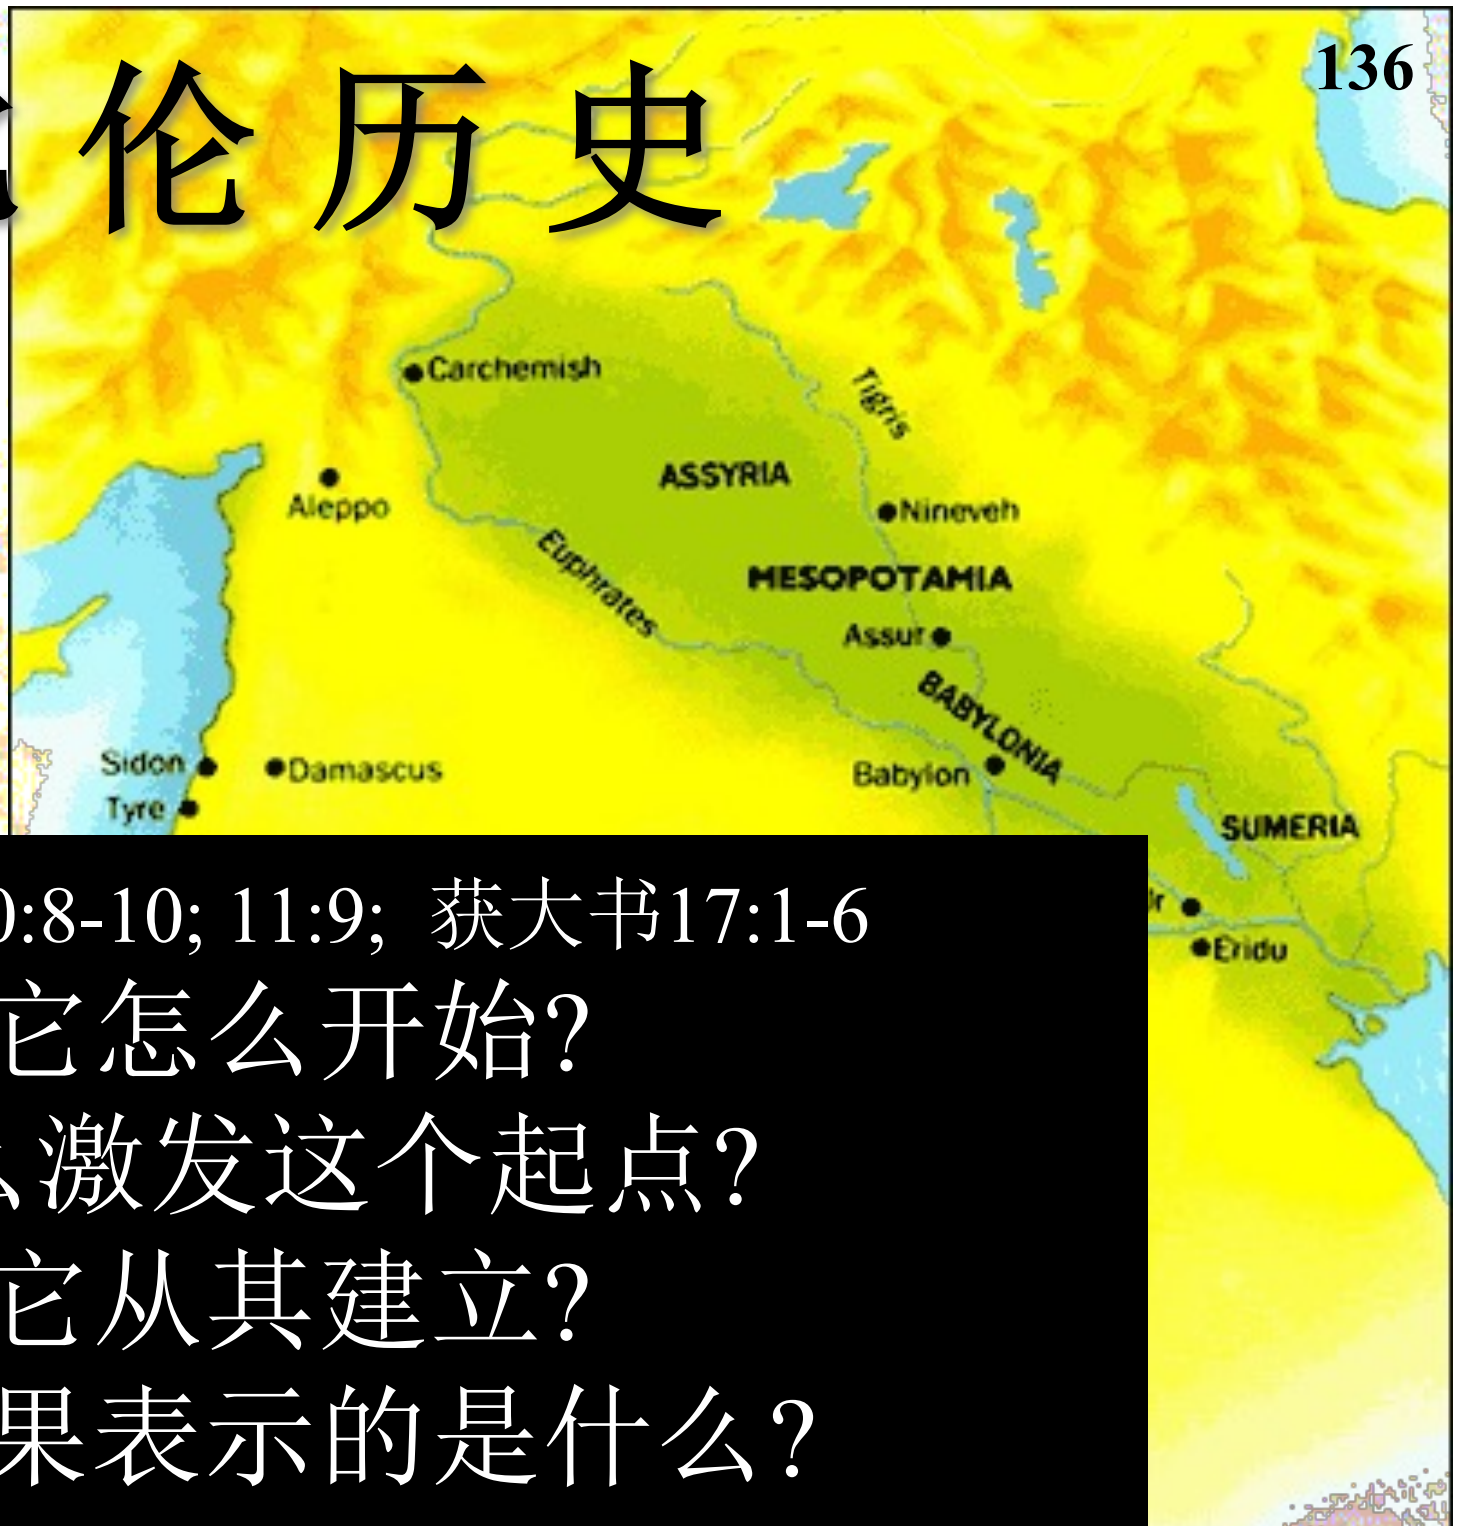 136
伦历史
Carchemish
Tigris
ASSYRIA
Aleppo
Nineveh
Euphrates
MESOPOTAMIA
Assur
BABYLONIA
Sidon
Damascus
Babylon
Tyre
SUMERIA
Eridu
0:8-10; 11:9; 获大书17:1-6
它怎么开始?
激发这个起点?
它从其建立?
果表示的是什么?